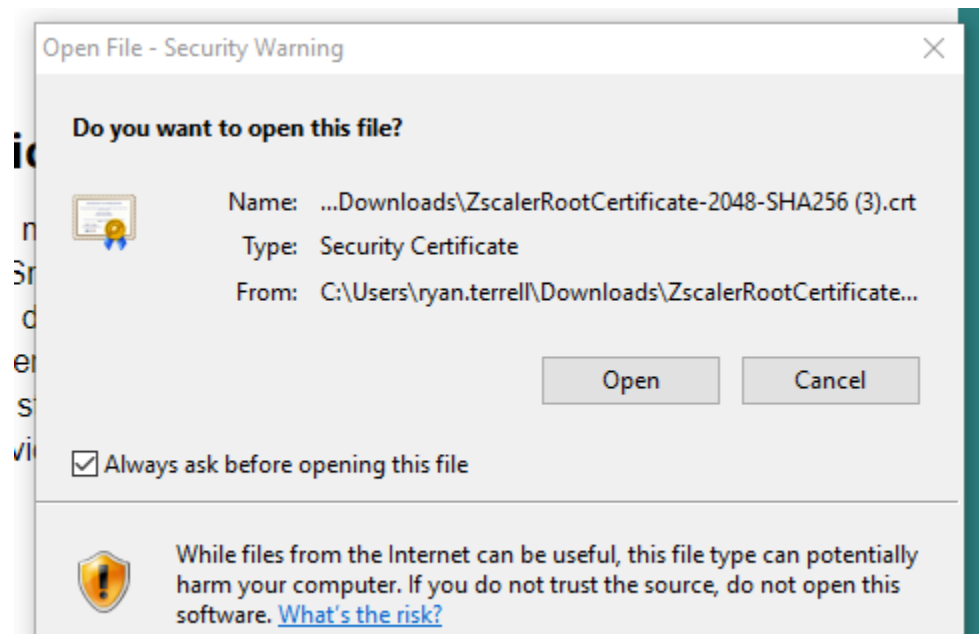 Open File - Security Warning
Do you want to open this file?
Name: ...Downloads\ZscalerRootCertificate-2048-SHA256 (3).crt
Type: Security Certificate
From: C:\Users\ryan.terrell\Downloads\ZscalerRootCertificate...
Open Cancel
Always ask before opening this file
While files from the Internet can be useful, this file type can potentially
harm your computer. If you do not trust the source, do not open this
software. What's the risk?